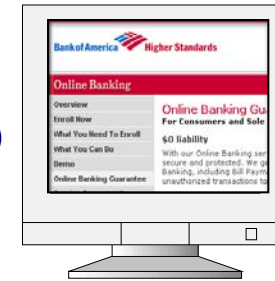 Bank of America Higher Standards
Online Banking
Overview
Enroll Now
What You Need To Enroll
What You Can Do
Demo
Online Banking Guarantee
Online Banking Gu
For Consumers and Sole
$0 liability
With our Online Banking ser
secure and protected. We g
Banking, including Bill Paym
unauthorized transactions to